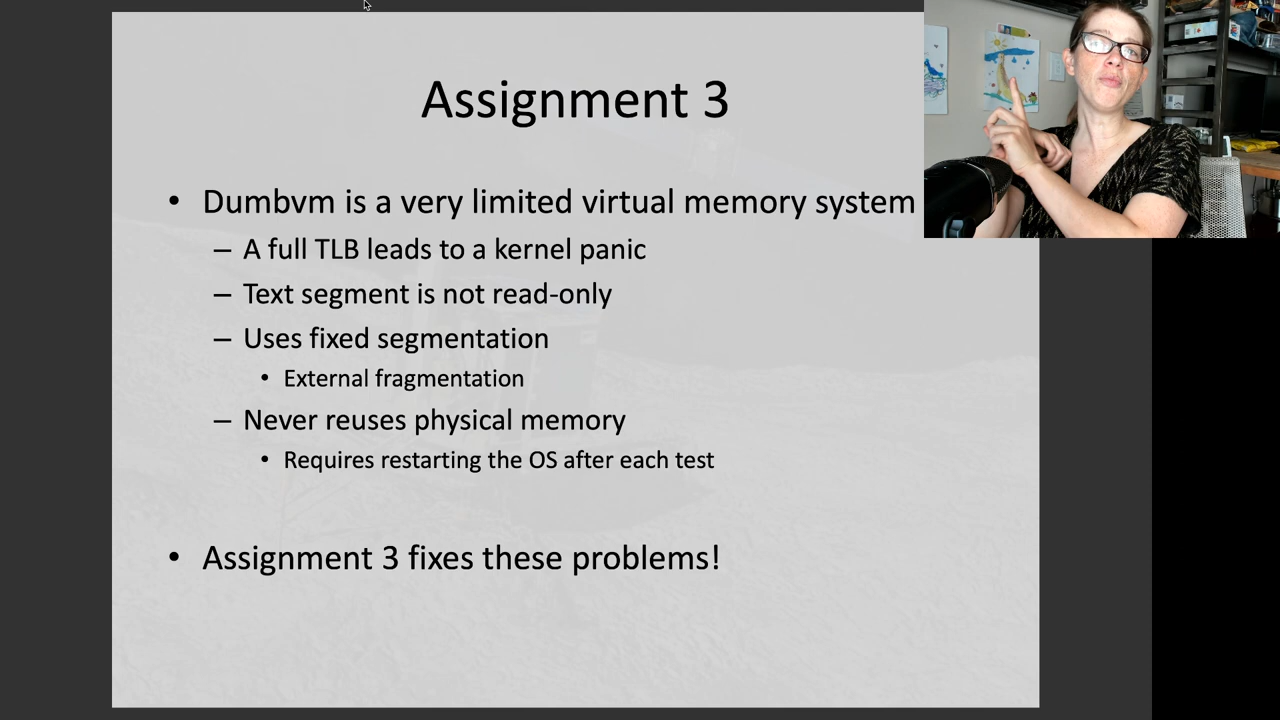 Assignment 3
• Dumbvm is a very limited virtual memory system
– A full TLB leads to a kernel panic
– Text segment is not read-only
– Uses fixed segmentation
• External fragmentation
– Never reuses physical memory
• Requires restarting the OS after each test
• Assignment 3 fixes these problems!